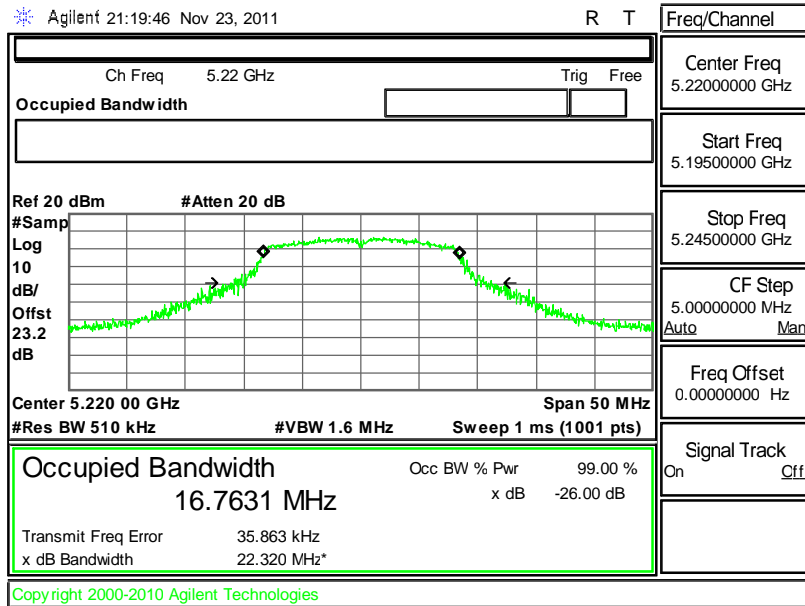 Agilent 21:19:46 Nov 23, 2011 R T
Freq/Channel
Ch Freq 5.22 GHz Trig Free
Occupied Bandwidth
Center Freq
5.22000000 GHz
Start Freq
5.19500000 GHz
Stop Freq
5.24500000 GHz
CF Step
5.00000000 MHz
Auto Man
Freq Offset
0.00000000 Hz
Signal Track
On Off
Ref 20 dBm #Atten 20 dB
#Samp
Log
10
dB/
Offst
23.2
dB
Center 5.220 00 GHz Span 50 MHz
#Res BW 510 kHz #VBW 1.6 MHz Sweep 1 ms (1001 pts)
Occupied Bandwidth Occ BW % Pwr 99.00 %
16.7631 MHz x dB -26.00 dB
Transmit Freq Error 35.863 kHz
x dB Bandwidth 22.320 MHz*
Copyright 2000-2010 Agilent Technologies